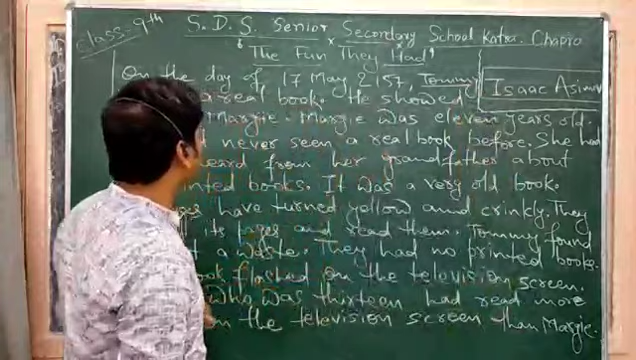 Class-9th
S.D.S. Senior Secondary School Katra. Chapra
"The Fun They Had"
Isaac Asimov
On the day of 17 May 2157, Tommy
a real book. He showed
Margie. Margie was eleven years old.
never seen a real book before. She had
heard from her grandfather about
printed books. It was a very old book.
have turned yellow and crinkly. They
its pages and read them. Tommy found
a waste. They had no printed books.
flashed on the television screen.
who was thirteen had read more
on the television screen than Margie.